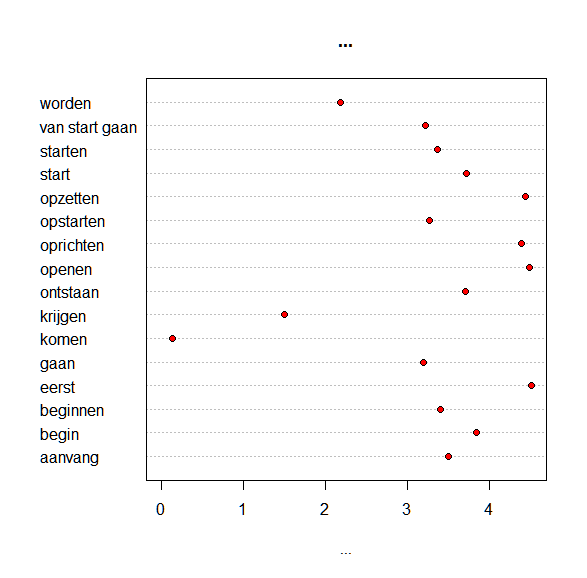 ...
worden
van start gaan
starten
start
opzetten
opstarten
oprichten
openen
ontstaan
krijgen
komen
gaan
eerst
beginnen
begin
aanvang
0 1 2 3 4
...